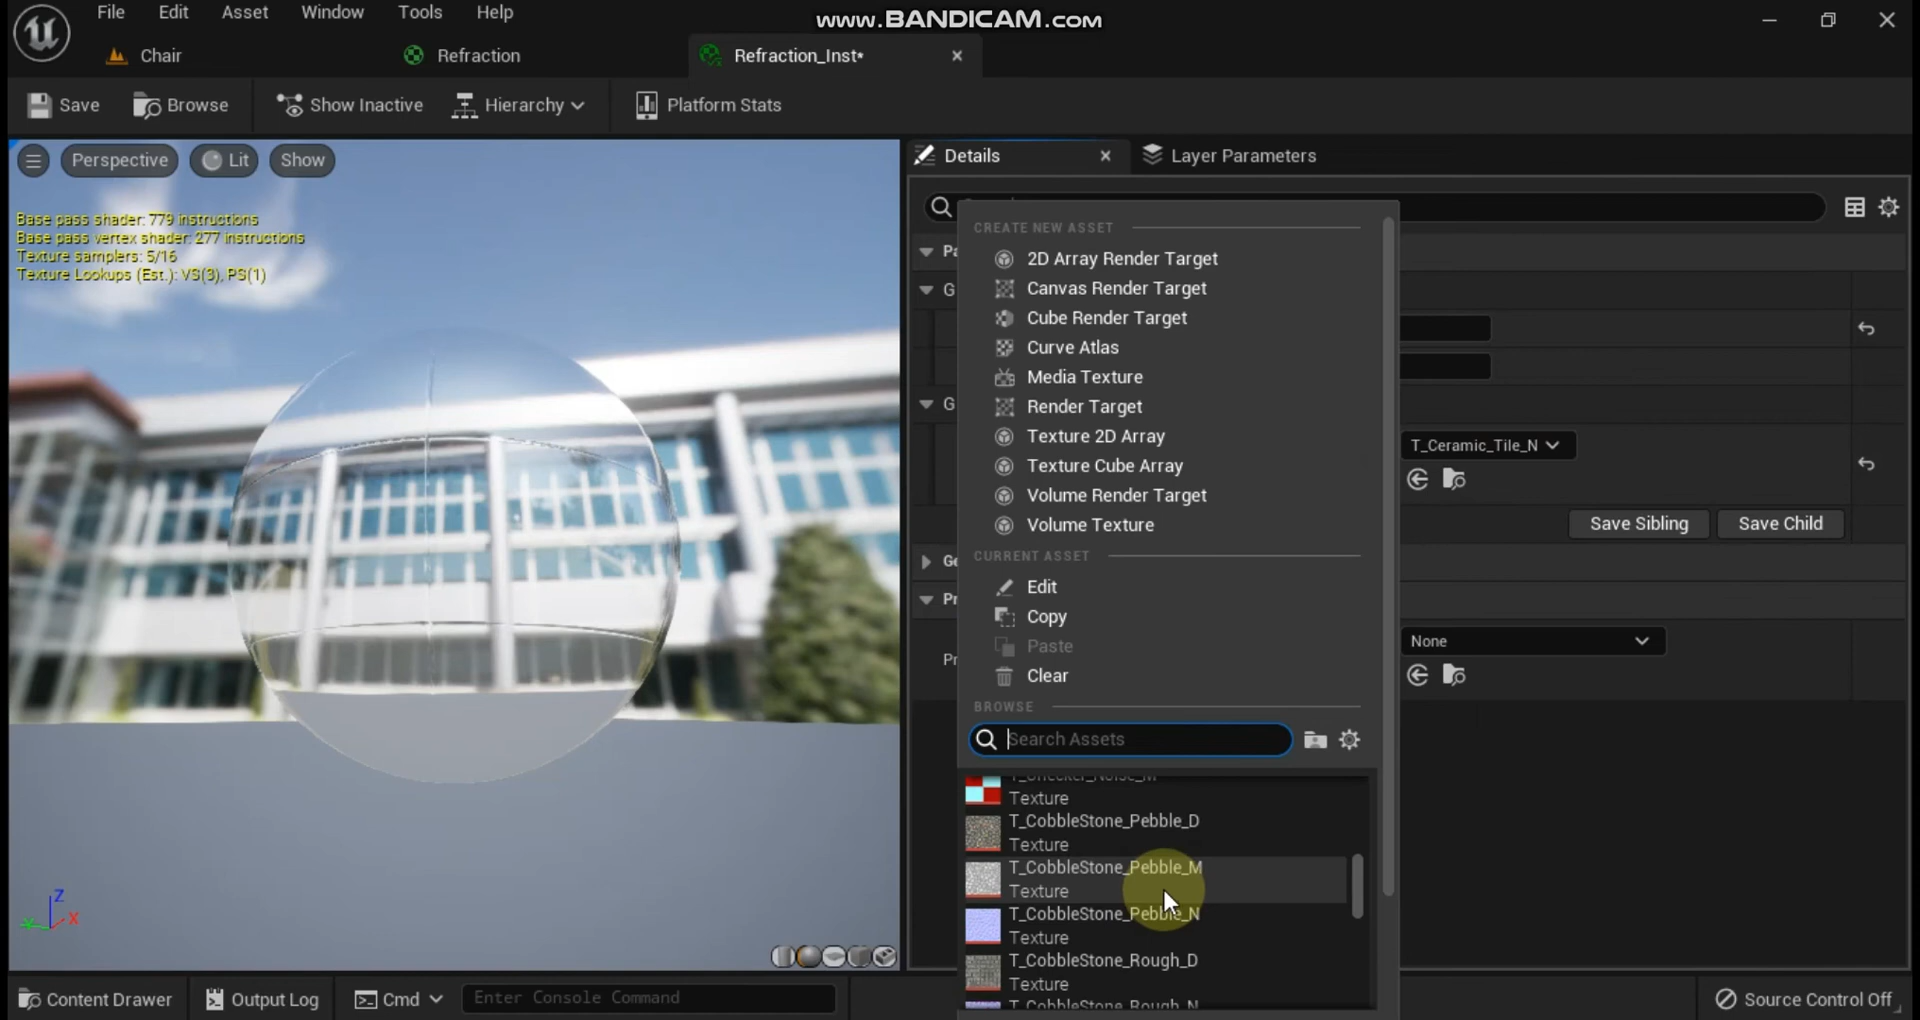 File Edit Asset Window Tools Help
www.BANDICAM.com
Chair
Refraction
Refraction_Inst*
Save
Browse
Show Inactive
Hierarchy
Platform Stats
Perspective
Lit
Show
Base pass shader: 779 instructions
Base pass vertex shader: 277 instructions
Texture samplers: 5/16
Texture Lookups (Est.): VS(3), PS(1)
Z
X
Details
Layer Parameters
CREATE NEW ASSET
2D Array Render Target
Canvas Render Target
Cube Render Target
Curve Atlas
Media Texture
Render Target
Texture 2D Array
Texture Cube Array
Volume Render Target
Volume Texture
CURRENT ASSET
Edit
Copy
Paste
Clear
BROWSE
Search Assets
Texture
T_CobbleStone_Pebble_D
Texture
T_CobbleStone_Pebble_M
Texture
T_CobbleStone_Pebble_N
Texture
T_CobbleStone_Rough_D
Texture
T_CobbleStone_Rough_N
T_Ceramic_Tile_N
Save Sibling
Save Child
None
Content Drawer
Output Log
Cmd
Enter Console Command
Source Control Off